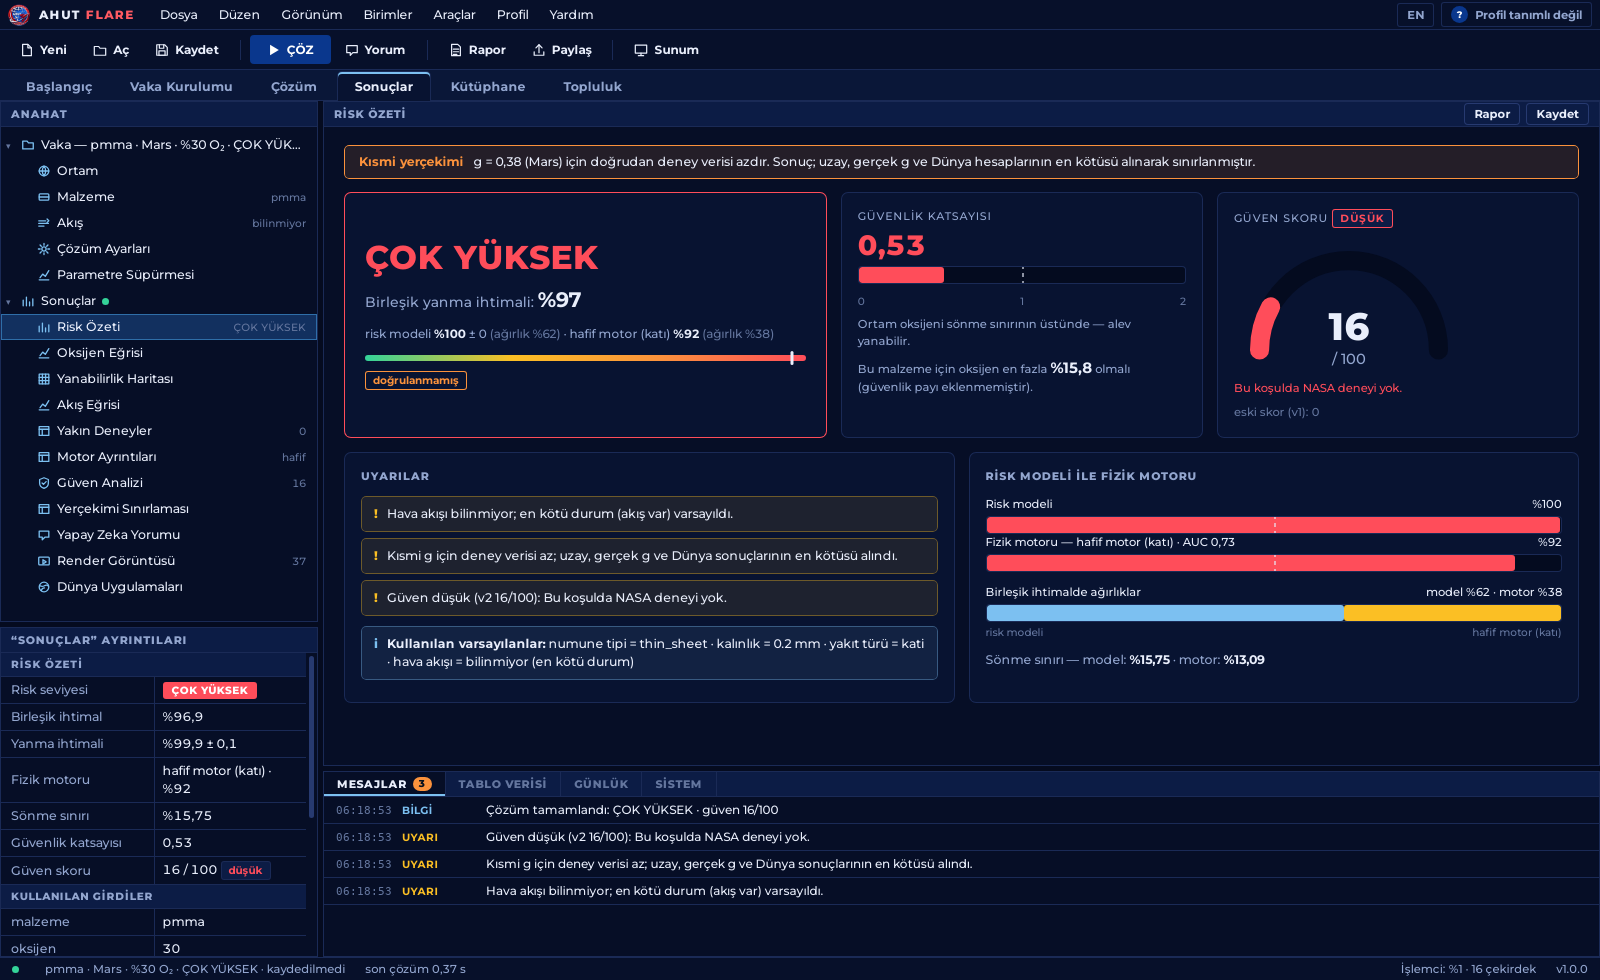 AHUT FLARE Dosya Düzen Görünüm Birimler Araçlar Profil Yardım EN ? Profil tanımlı değil
Yeni Aç Kaydet ÇÖZ Yorum Rapor Paylaş Sunum
Başlangıç Vaka Kurulumu Çözüm Sonuçlar Kütüphane Topluluk
ANAHAT
Vaka — pmma · Mars · %30 O₂ · ÇOK YÜK...
Ortam
Malzeme pmma
Akış bilinmiyor
Çözüm Ayarları
Parametre Süpürmesi
Sonuçlar
Risk Özeti ÇOK YÜKSEK
Oksijen Eğrisi
Yanabilirlik Haritası
Akış Eğrisi
Yakın Deneyler 0
Motor Ayrıntıları hafif
Güven Analizi 16
Yerçekimi Sınırlaması
Yapay Zeka Yorumu
Render Görüntüsü 37
Dünya Uygulamaları
“SONUÇLAR” AYRINTILARI
RİSK ÖZETİ
Risk seviyesi ÇOK YÜKSEK
Birleşik ihtimal %96,9
Yanma ihtimali %99,9 ± 0,1
Fizik motoru hafif motor (katı) · %92
Sönme sınırı %15,75
Güvenlik katsayısı 0,53
Güven skoru 16 / 100 düşük
KULLANILAN GİRDİLER
malzeme pmma
oksijen 30
RİSK ÖZETİ Rapor Kaydet
Kısmi yerçekimi g = 0,38 (Mars) için doğrudan deney verisi azdır. Sonuç; uzay, gerçek g ve Dünya hesaplarının en kötüsü alınarak sınırlanmıştır.
ÇOK YÜKSEK
Birleşik yanma ihtimali: %97
risk modeli %100 ± 0 (ağırlık %62) · hafif motor (katı) %92 (ağırlık %38)
doğrulanmamış
GÜVENLİK KATSAYISI
0,53
0 1 2
Ortam oksijeni sönme sınırının üstünde — alev
yanabilir.
Bu malzeme için oksijen en fazla %15,8 olmalı
(güvenlik payı eklenmemiştir).
GÜVEN SKORU DÜŞÜK
16
/ 100
Bu koşulda NASA deneyi yok.
eski skor (v1): 0
UYARILAR
! Hava akışı bilinmiyor; en kötü durum (akış var) varsayıldı.
! Kısmi g için deney verisi az; uzay, gerçek g ve Dünya sonuçlarının en kötüsü alındı.
! Güven düşük (v2 16/100): Bu koşulda NASA deneyi yok.
i Kullanılan varsayılanlar: numune tipi = thin_sheet · kalınlık = 0.2 mm · yakıt türü = kati
· hava akışı = bilinmiyor (en kötü durum)
RİSK MODELİ İLE FİZİK MOTORU
Risk modeli %100
Fizik motoru — hafif motor (katı) · AUC 0,73 %92
Birleşik ihtimalde ağırlıklar model %62 · motor %38
risk modeli hafif motor (katı)
Sönme sınırı — model: %15,75 · motor: %13,09
MESAJLAR 3 TABLO VERİSİ GÜNLÜK SİSTEM
06:18:53 BİLGİ Çözüm tamamlandı: ÇOK YÜKSEK · güven 16/100
06:18:53 UYARI Güven düşük (v2 16/100): Bu koşulda NASA deneyi yok.
06:18:53 UYARI Kısmi g için deney verisi az; uzay, gerçek g ve Dünya sonuçlarının en kötüsü alındı.
06:18:53 UYARI Hava akışı bilinmiyor; en kötü durum (akış var) varsayıldı.
pmma · Mars · %30 O₂ · ÇOK YÜKSEK · kaydedilmedi son çözüm 0,37 s İşlemci: %1 · 16 çekirdek v1.0.0